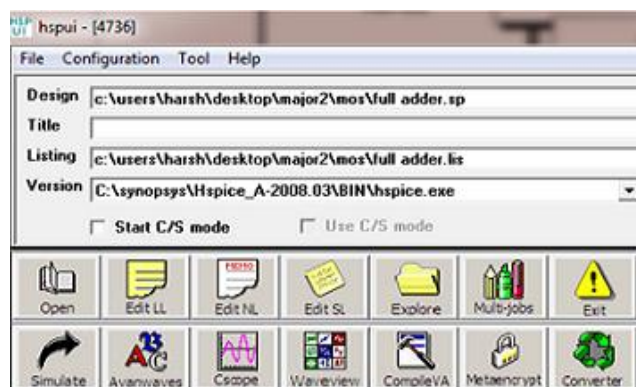 HSP UI hspui - [4736]
File Configuration Tool Help
Design c:\users\harsh\desktop\major2\mos\full adder.sp
Title
Listing c:\users\harsh\desktop\major2\mos\full adder.lis
Version C:\synopsys\Hspice_A-2008.03\BIN\hspice.exe
Start C/S mode Use C/S mode
Open Edit LL Edit NL Edit SL Explore Multi-jobs Exit
Simulate Avanwaves Cscope Waveview CompileVA Metaencrypt Converter